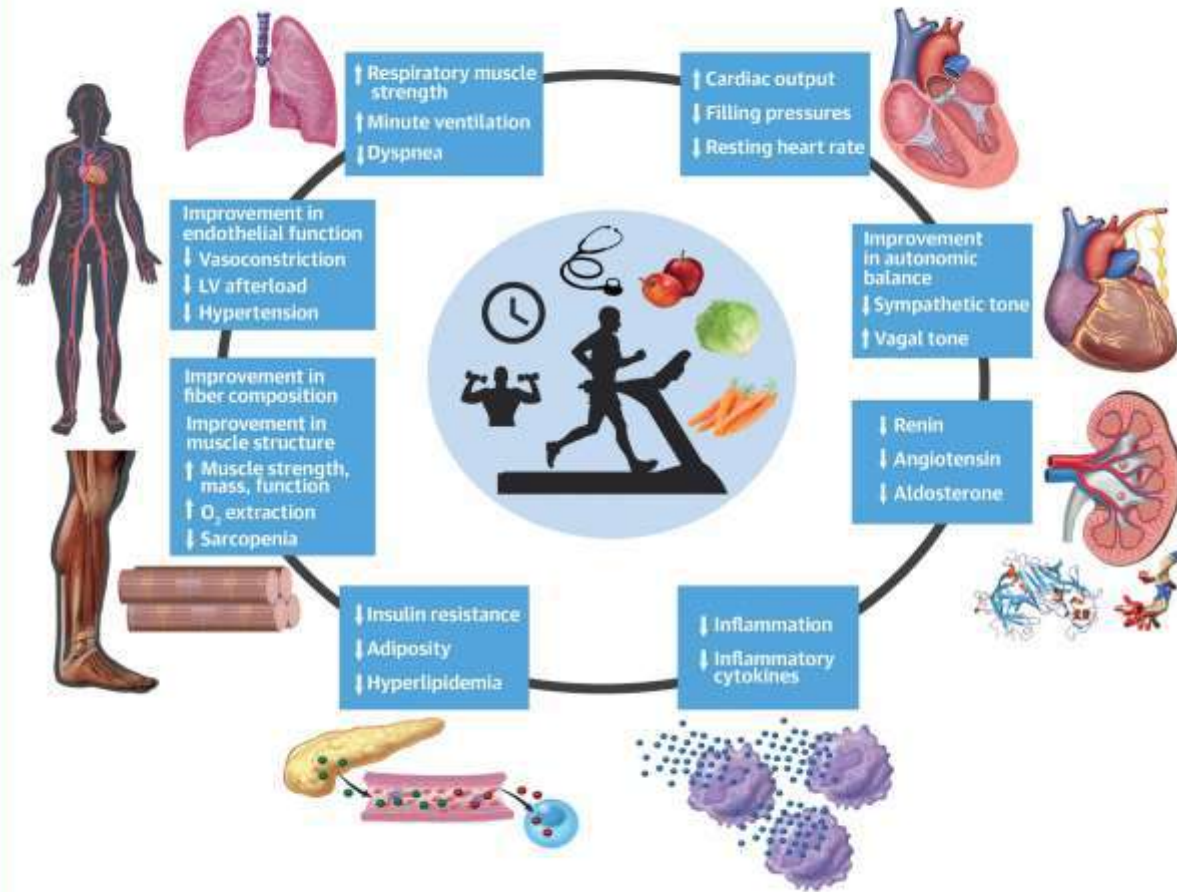 ↑ Respiratory muscle
strength
↑ Minute ventilation
↓ Dyspnea
↑ Cardiac output
↓ Filling pressures
↓ Resting heart rate
Improvement in
endothelial function
↓ Vasoconstriction
↓ LV afterload
↓ Hypertension
Improvement
in autonomic
balance
↓ Sympathetic tone
↑ Vagal tone
Improvement in
fiber composition
Improvement in
muscle structure
↑ Muscle strength,
mass, function
↑ O₂ extraction
↓ Sarcopenia
↓ Renin
↓ Angiotensin
↓ Aldosterone
↓ Insulin resistance
↓ Adiposity
↓ Hyperlipidemia
↓ Inflammation
↓ Inflammatory
cytokines